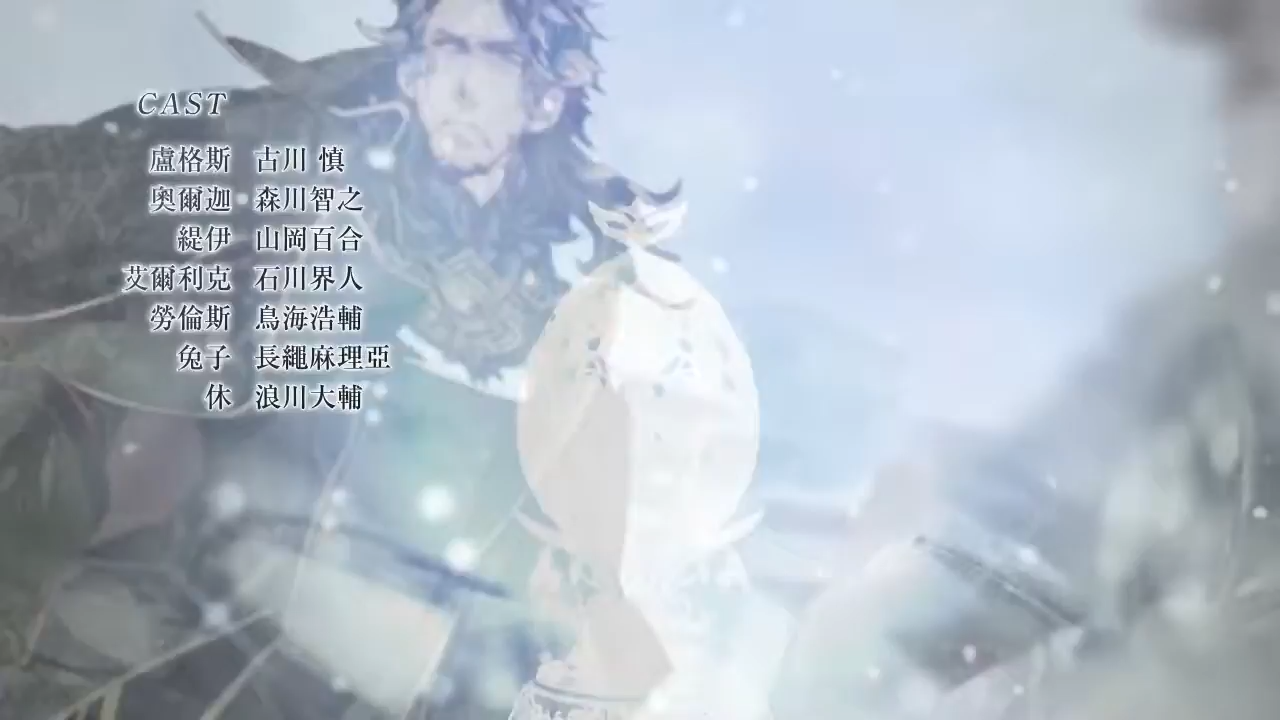 CAST
盧格斯 古川 慎
奧爾迦 森川智之
緹伊 山岡百合
艾爾利克 石川界人
勞倫斯 鳥海浩輔
兔子 長繩麻理亞
休 浪川大輔